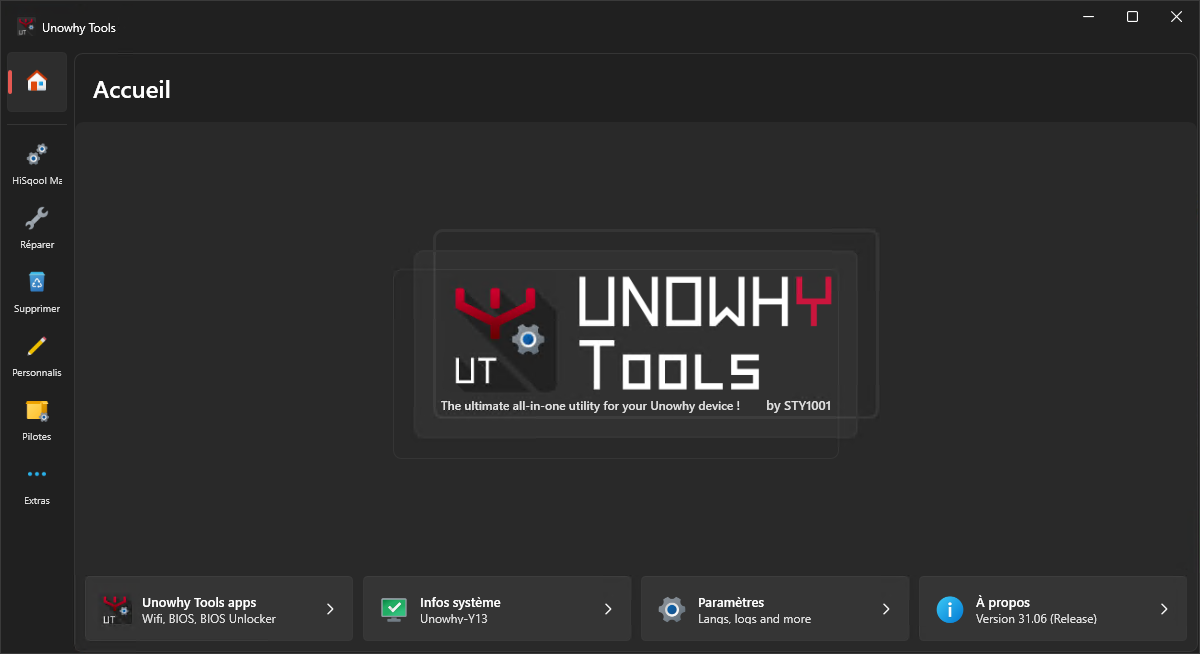 Unowhy Tools
Accueil
HiSqool Ma
Réparer
Supprimer
Personnalis
Pilotes
Extras
UT
UNOWHY
TOOLS
The ultimate all-in-one utility for your Unowhy device ! by STY1001
UT
Unowhy Tools apps
Wifi, BIOS, BIOS Unlocker
Infos système
Unowhy-Y13
Paramètres
Langs, logs and more
À propos
Version 31.06 (Release)